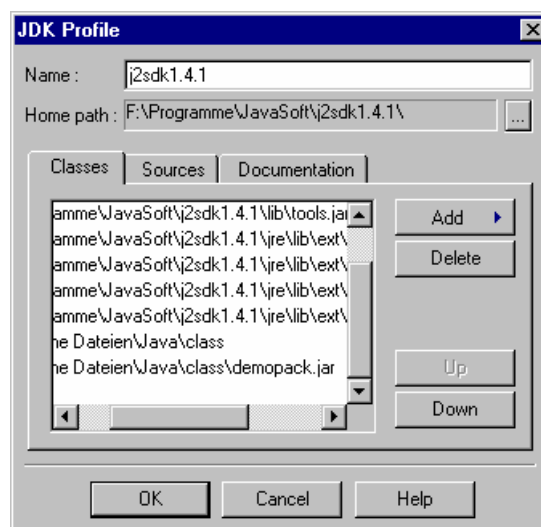 JDK Profile
Name : j2sdk1.4.1
Home path : F:\Programme\JavaSoft\j2sdk1.4.1\ ...
Classes Sources Documentation
amme\JavaSoft\j2sdk1.4.1\lib\tools.jar
amme\JavaSoft\j2sdk1.4.1\jre\lib\ext\
amme\JavaSoft\j2sdk1.4.1\jre\lib\ext\
amme\JavaSoft\j2sdk1.4.1\jre\lib\ext\
amme\JavaSoft\j2sdk1.4.1\jre\lib\ext\
ne Dateien\Java\class
ne Dateien\Java\class\demopack.jar
Add
Delete
Up
Down
OK Cancel Help